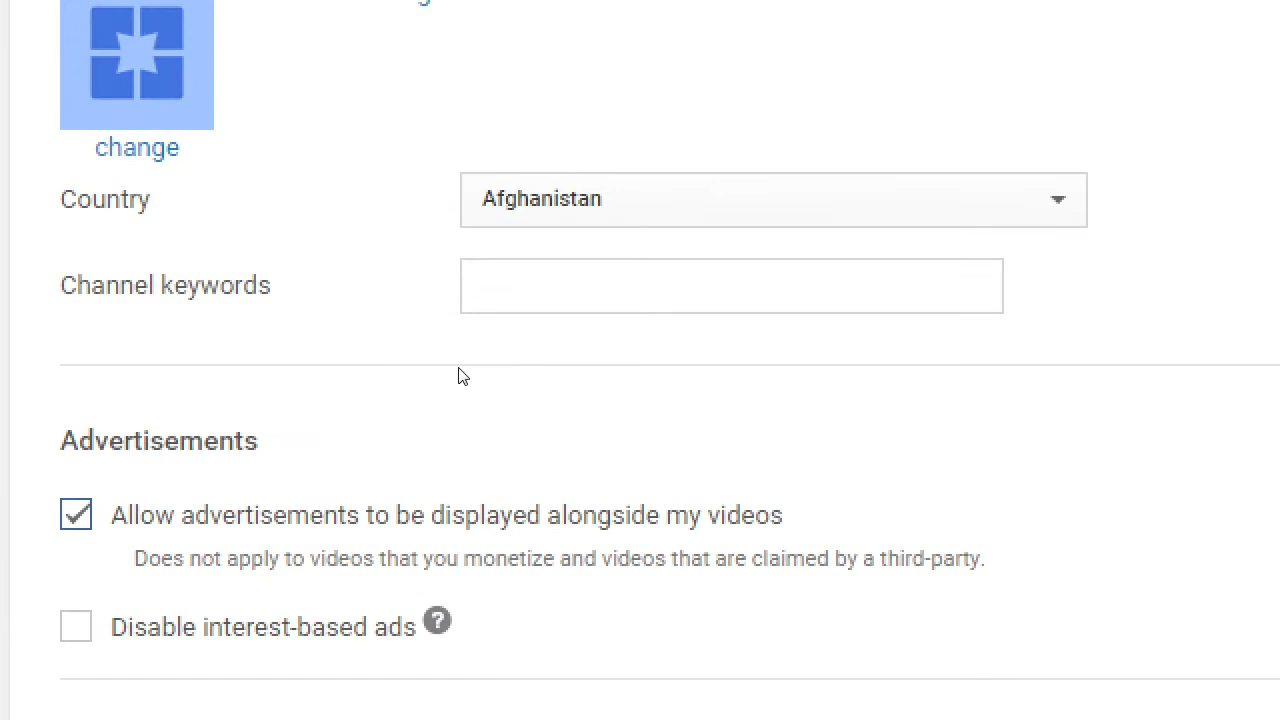 change
Country
Afghanistan
Channel keywords
Advertisements
Allow advertisements to be displayed alongside my videos
Does not apply to videos that you monetize and videos that are claimed by a third-party.
Disable interest-based ads ?